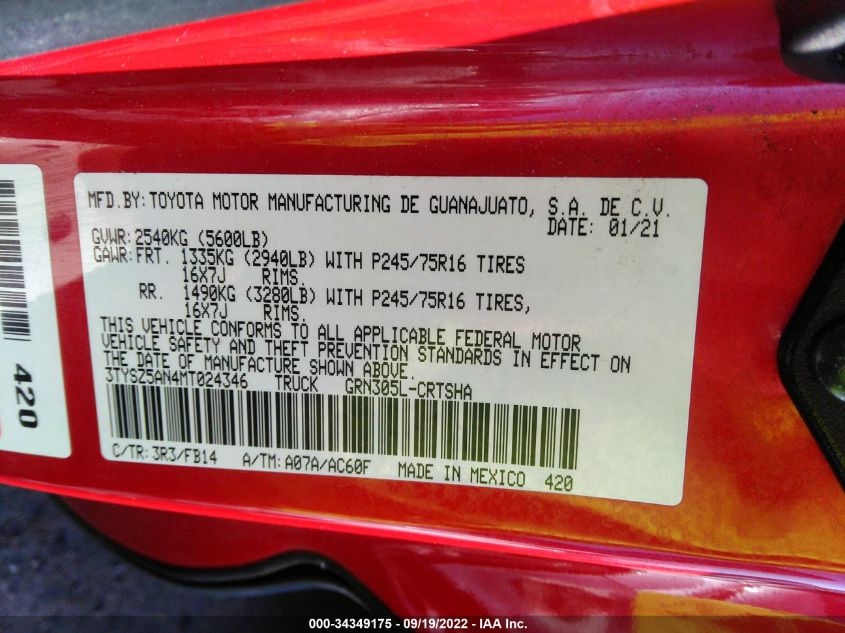 MFD.BY: TOYOTA MOTOR MANUFACTURING DE GUANAJUATO, S.A. DE C.V.
DATE: 01/21
GVWR: 2540KG (5600LB)
GAWR: FRT. 1335KG (2940LB) WITH P245/75R16 TIRES
16X7J RIMS.
RR. 1490KG (3280LB) WITH P245/75R16 TIRES,
16X7J RIMS.
THIS VEHICLE CONFORMS TO ALL APPLICABLE FEDERAL MOTOR
VEHICLE SAFETY AND THEFT PREVENTION STANDARDS IN EFFECT ON
THE DATE OF MANUFACTURE SHOWN ABOVE.
3TYSZ5AN4MT024346 TRUCK GRN305L-CRTSHA
C/TR: 3R3/FB14 A/TM: A07A/AC60F MADE IN MEXICO 420
420
000-34349175 - 09/19/2022 - IAA Inc.